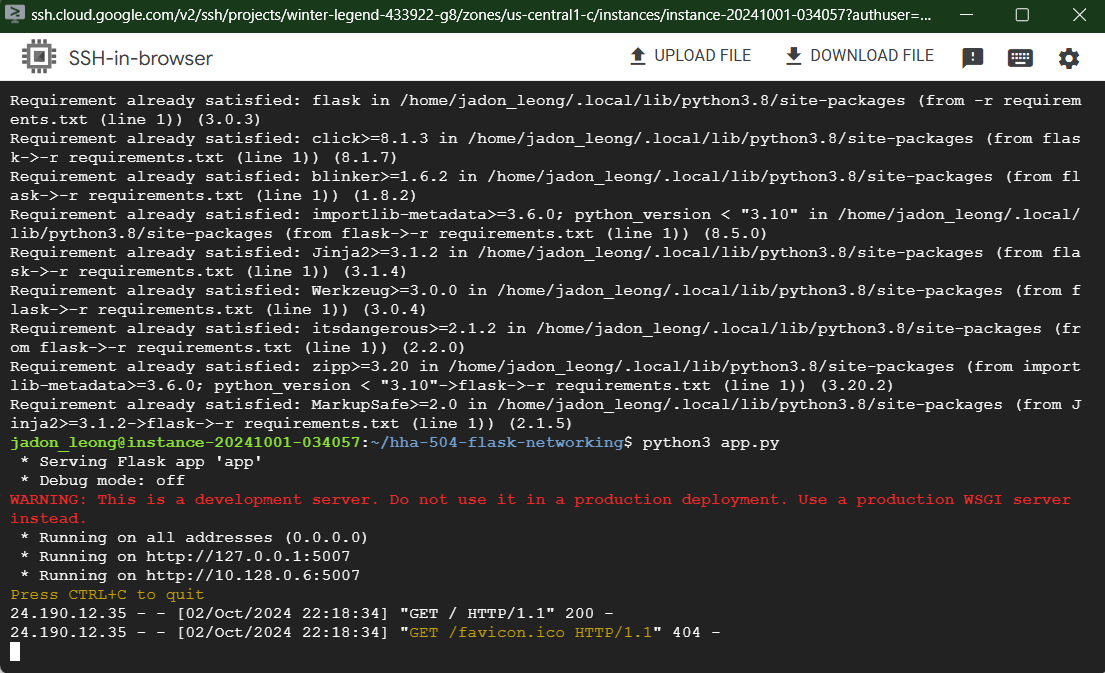 ssh.cloud.google.com/v2/ssh/projects/winter-legend-433922-g8/zones/us-central1-c/instances/instance-20241001-034057?authuser=...
SSH-in-browser
UPLOAD FILE
DOWNLOAD FILE
Requirement already satisfied: flask in /home/jadon_leong/.local/lib/python3.8/site-packages (from -r requirem
ents.txt (line 1)) (3.0.3)
Requirement already satisfied: click>=8.1.3 in /home/jadon_leong/.local/lib/python3.8/site-packages (from flas
k->-r requirements.txt (line 1)) (8.1.7)
Requirement already satisfied: blinker>=1.6.2 in /home/jadon_leong/.local/lib/python3.8/site-packages (from fl
ask->-r requirements.txt (line 1)) (1.8.2)
Requirement already satisfied: importlib-metadata>=3.6.0; python_version < "3.10" in /home/jadon_leong/.local/
lib/python3.8/site-packages (from flask->-r requirements.txt (line 1)) (8.5.0)
Requirement already satisfied: Jinja2>=3.1.2 in /home/jadon_leong/.local/lib/python3.8/site-packages (from fla
sk->-r requirements.txt (line 1)) (3.1.4)
Requirement already satisfied: Werkzeug>=3.0.0 in /home/jadon_leong/.local/lib/python3.8/site-packages (from f
lask->-r requirements.txt (line 1)) (3.0.4)
Requirement already satisfied: itsdangerous>=2.1.2 in /home/jadon_leong/.local/lib/python3.8/site-packages (fr
om flask->-r requirements.txt (line 1)) (2.2.0)
Requirement already satisfied: zipp>=3.20 in /home/jadon_leong/.local/lib/python3.8/site-packages (from import
lib-metadata>=3.6.0; python_version < "3.10"->flask->-r requirements.txt (line 1)) (3.20.2)
Requirement already satisfied: MarkupSafe>=2.0 in /home/jadon_leong/.local/lib/python3.8/site-packages (from J
inja2>=3.1.2->flask->-r requirements.txt (line 1)) (2.1.5)
jadon_leong@instance-20241001-034057:~/hha-504-flask-networking$ python3 app.py
 * Serving Flask app 'app'
 * Debug mode: off
WARNING: This is a development server. Do not use it in a production deployment. Use a production WSGI server
instead.
 * Running on all addresses (0.0.0.0)
 * Running on http://127.0.0.1:5007
 * Running on http://10.128.0.6:5007
Press CTRL+C to quit
24.190.12.35 - - [02/Oct/2024 22:18:34] "GET / HTTP/1.1" 200 -
24.190.12.35 - - [02/Oct/2024 22:18:34] "GET /favicon.ico HTTP/1.1" 404 -